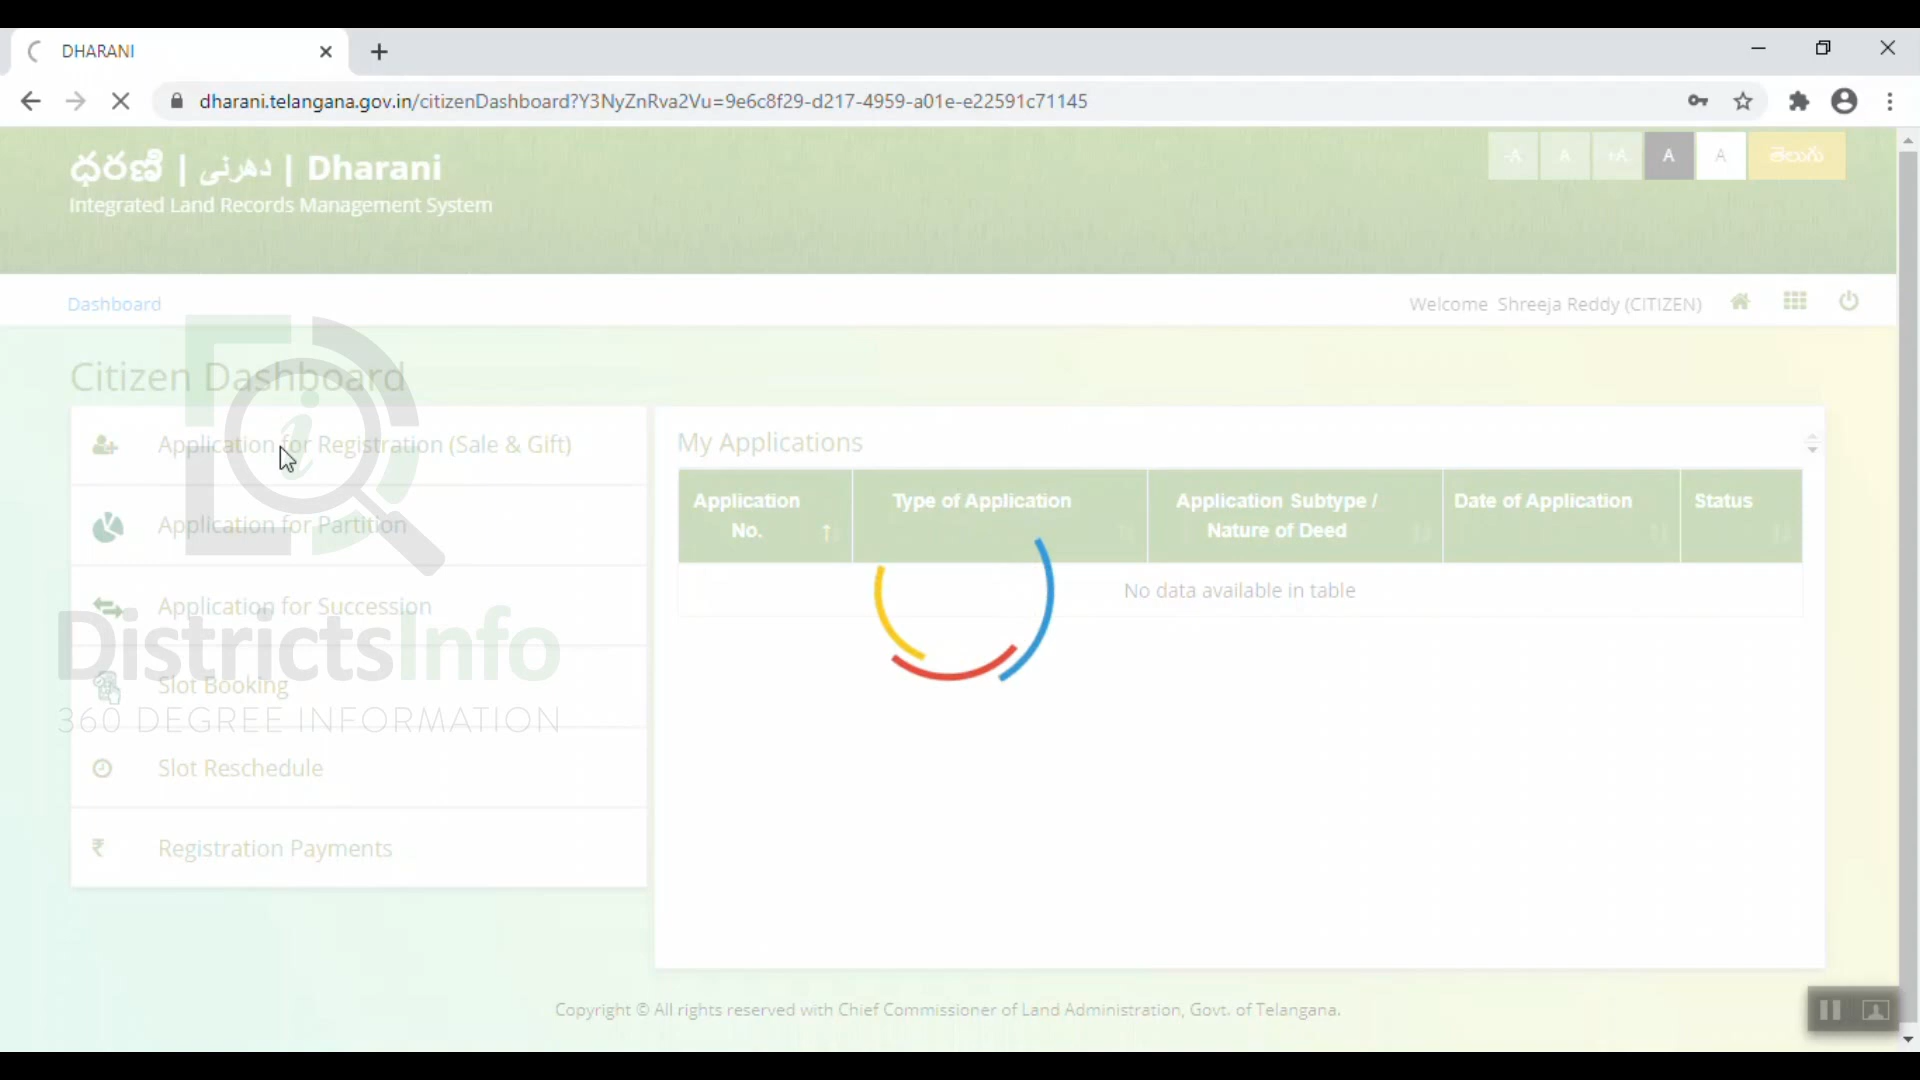 DHARANI
dharani.telangana.gov.in/citizenDashboard?Y3NyZnRva2Vu=9e6c8f29-d217-4959-a01e-e22591c71145
ధరణి | دھرنی | Dharani
-A A +A A A తెలుగు
Integrated Land Records Management System
Dashboard
Welcome Shreeja Reddy (CITIZEN)
Citizen Dashboard
Application for Registration (Sale & Gift)
Application for Partition
Application for Succession
Slot Booking
Slot Reschedule
₹ Registration Payments
DistrictsInfo
360 DEGREE INFORMATION
My Applications
Application No.
Type of Application
Application Subtype /
Nature of Deed
Date of Application
Status
No data available in table
Copyright © All rights reserved with Chief Commissioner of Land Administration, Govt. of Telangana.